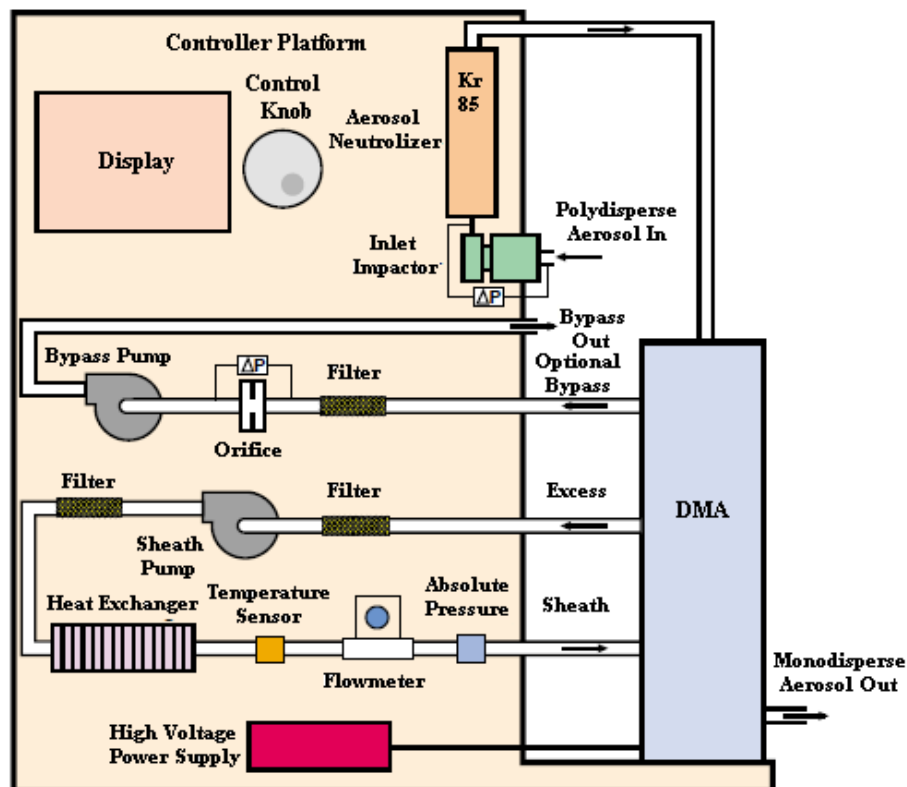 Controller Platform
Control
Knob
Display
Aerosol
Neutrolizer
Kr
85
Polydisperse
Aerosol In
Inlet
Impactor
ΔP
Bypass
Out
Optional
Bypass
Bypass Pump
ΔP
Filter
Orifice
Filter
Sheath
Pump
Filter
Excess
DMA
Heat Exchanger
Temperature
Sensor
Flowmeter
Absolute
Pressure
Sheath
Monodisperse
Aerosol Out
High Voltage
Power Supply